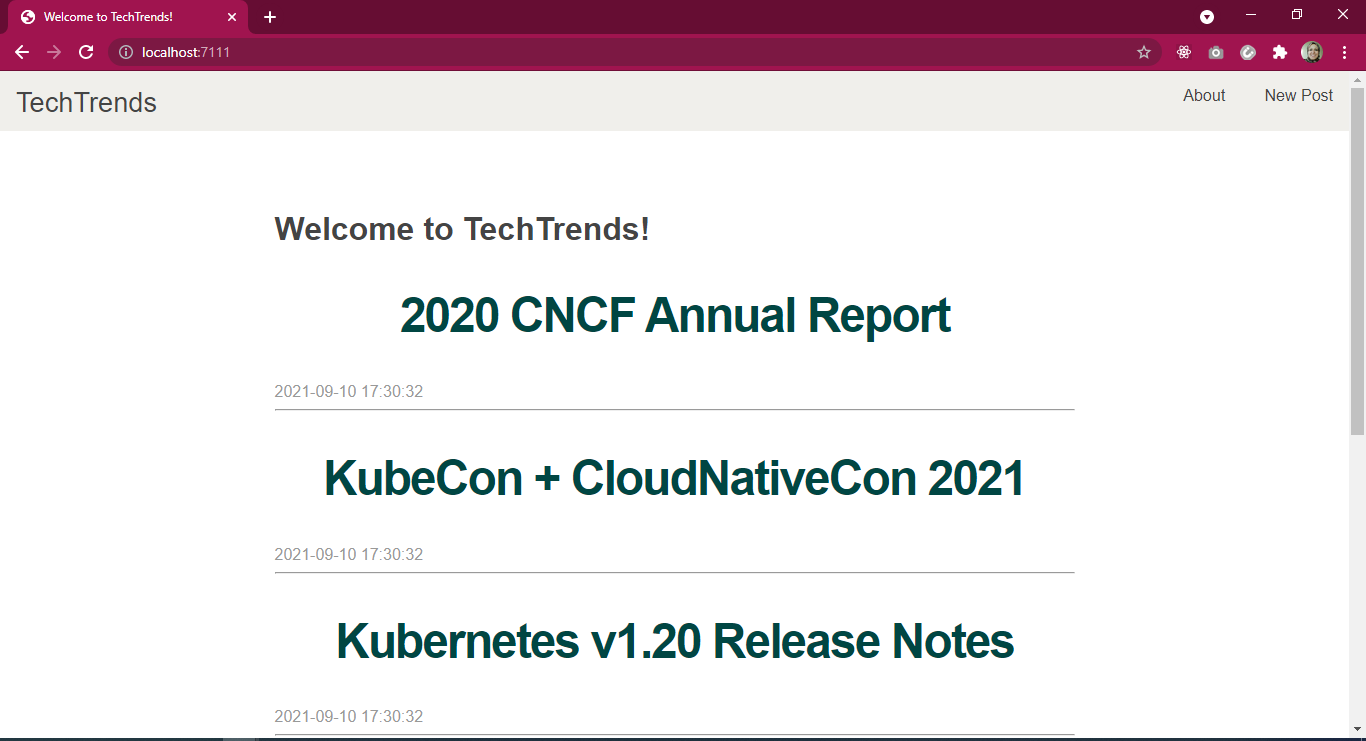 Welcome to TechTrends!
localhost:7111
TechTrends
About
New Post
Welcome to TechTrends!
2020 CNCF Annual Report
2021-09-10 17:30:32
KubeCon + CloudNativeCon 2021
2021-09-10 17:30:32
Kubernetes v1.20 Release Notes
2021-09-10 17:30:32